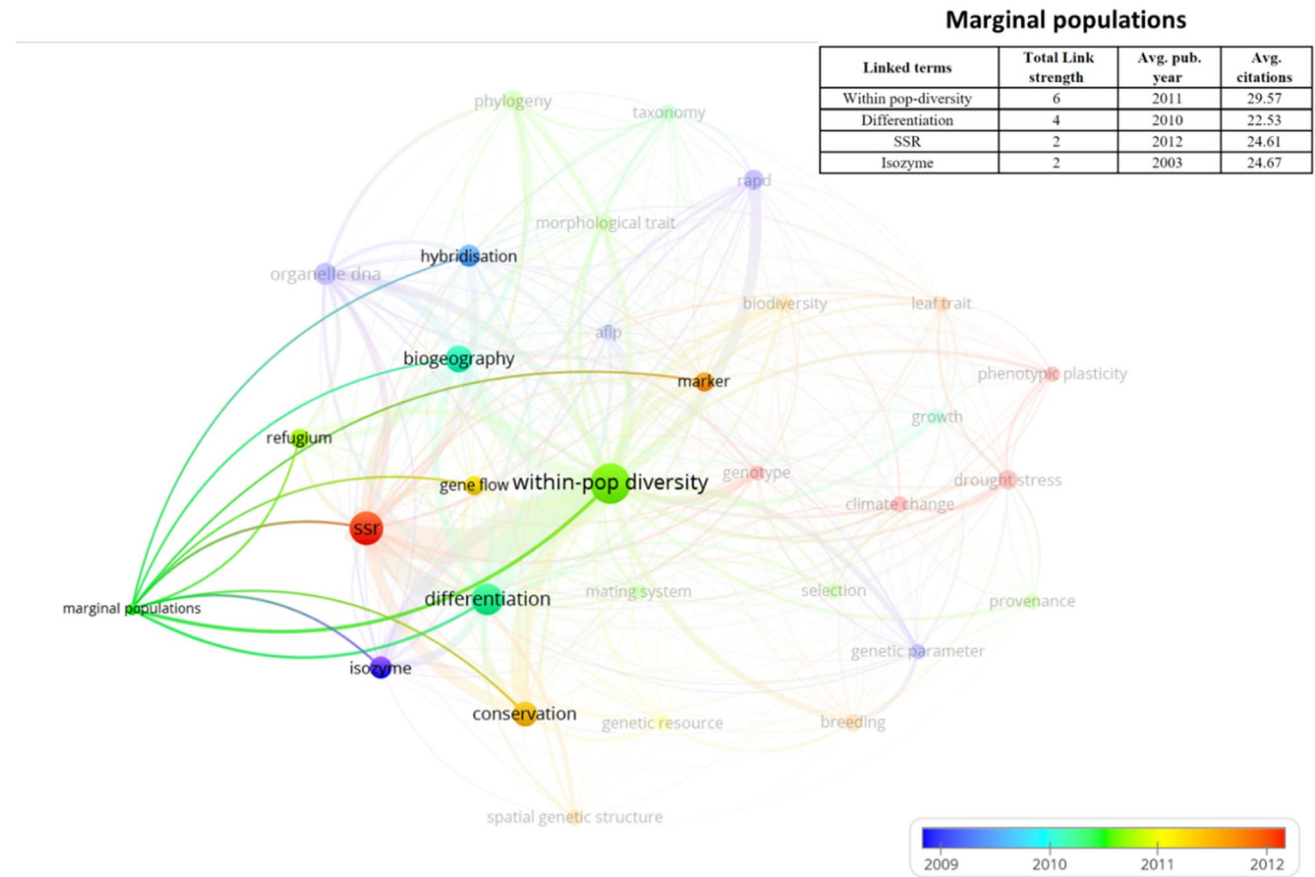 Marginal populations
Linked terms Total Link strength Avg. pub. year Avg. citations
Within pop-diversity 6 2011 29.57
Differentiation 4 2010 22.53
SSR 2 2012 24.61
Isozyme 2 2003 24.67
phylogeny
taxonomy
rapd
morphological trait
hybridisation
organelle dna
biodiversity
leaf trait
aflp
biogeography
marker
phenotypic plasticity
growth
refugium
genotype
gene flow
within-pop diversity
drought stress
climate change
ssr
mating system
selection
differentiation
provenance
marginal populations
genetic parameter
isozyme
conservation
genetic resource
breeding
spatial genetic structure
2009 2010 2011 2012